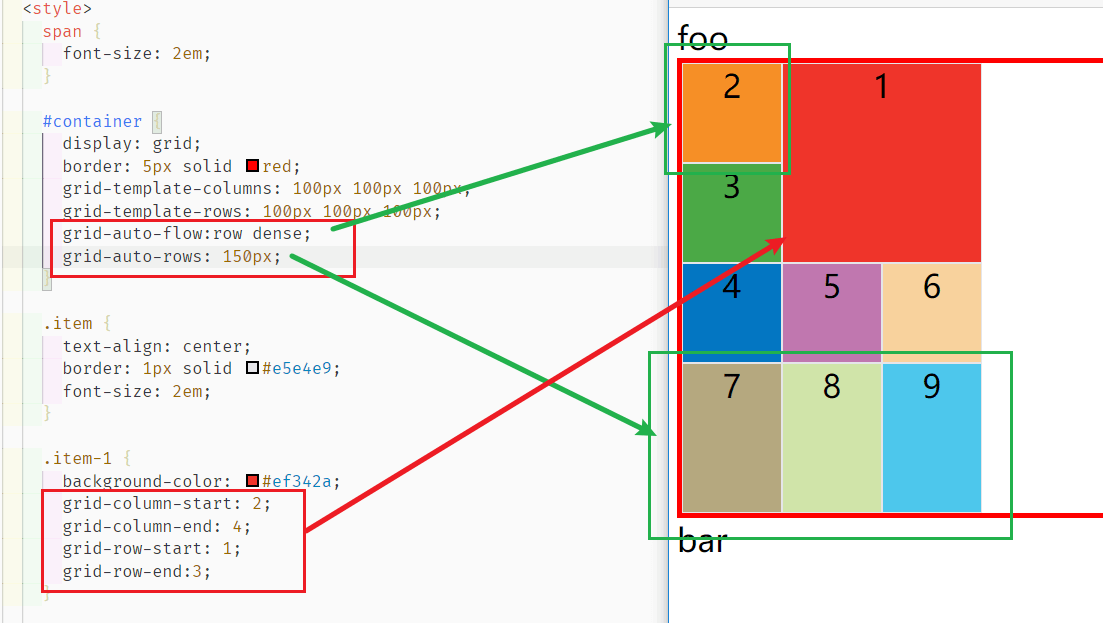 <style>
span {
font-size: 2em;
}
#container {
display: grid;
border: 5px solid red;
grid-template-columns: 100px 100px 100px;
grid-template-rows: 100px 100px 100px;
grid-auto-flow:row dense;
grid-auto-rows: 150px;
}
.item {
text-align: center;
border: 1px solid #e5e4e9;
font-size: 2em;
}
.item-1 {
background-color: #ef342a;
grid-column-start: 2;
grid-column-end: 4;
grid-row-start: 1;
grid-row-end:3;
}
foo
2 1
3
4 5 6
7 8 9
bar